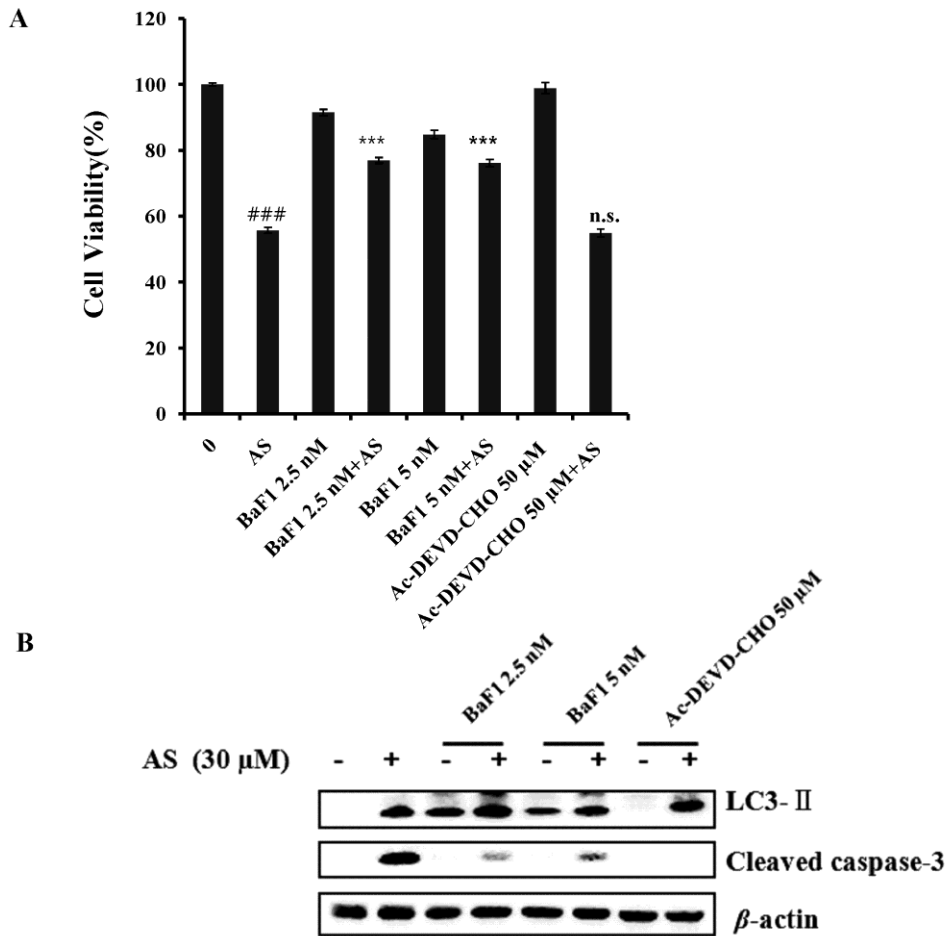 A
Cell Viability(%)
120
100
80
60
40
20
0
###
***
***
n.s.
0
AS
BaF1 2.5 nM
BaF1 2.5 nM+AS
BaF1 5 nM
BaF1 5 nM+AS
Ac-DEVD-CHO 50 μM
Ac-DEVD-CHO 50 μM+AS
B
BaF1 2.5 nM
BaF1 5 nM
Ac-DEVD-CHO 50 μM
AS (30 μM) - + - + - + - +
LC3-Ⅱ
Cleaved caspase-3
β-actin